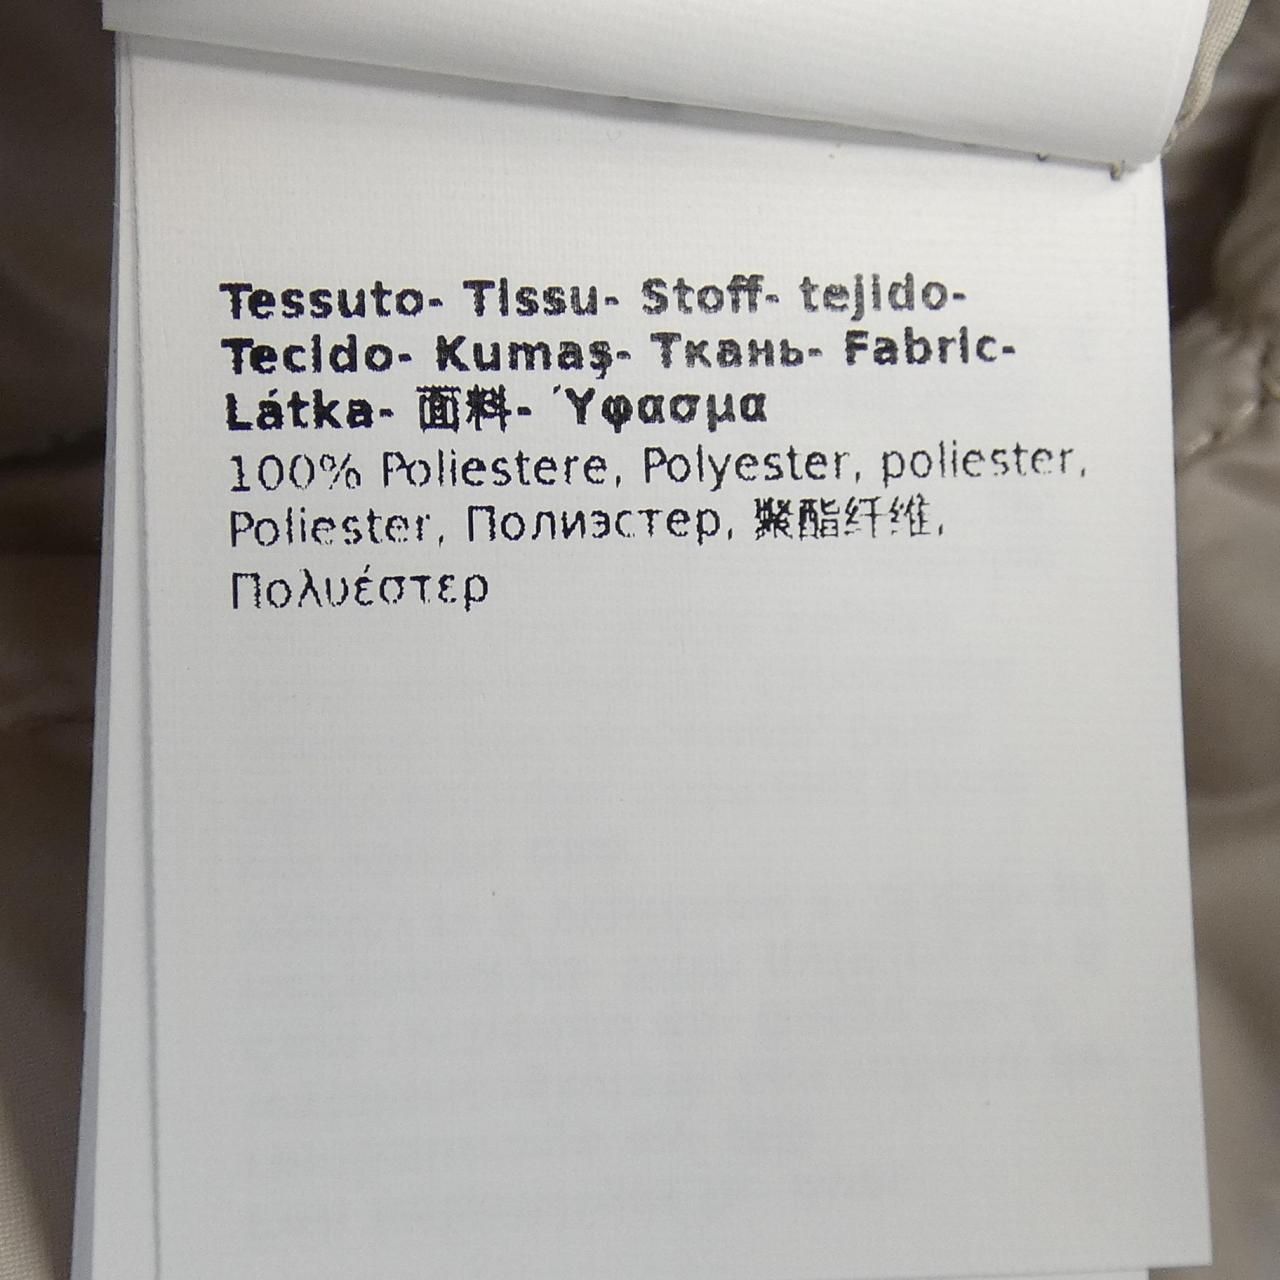 Tessuto- Tissu- Stoff- tejido-
Tecido- Kumaş- Ткань- Fabric-
Látka- 面料- Ύφασμα
100% Poliestere, Polyester, poliester,
Poliester, Полиэстер, 聚酯纤维,
Πολυέστερ